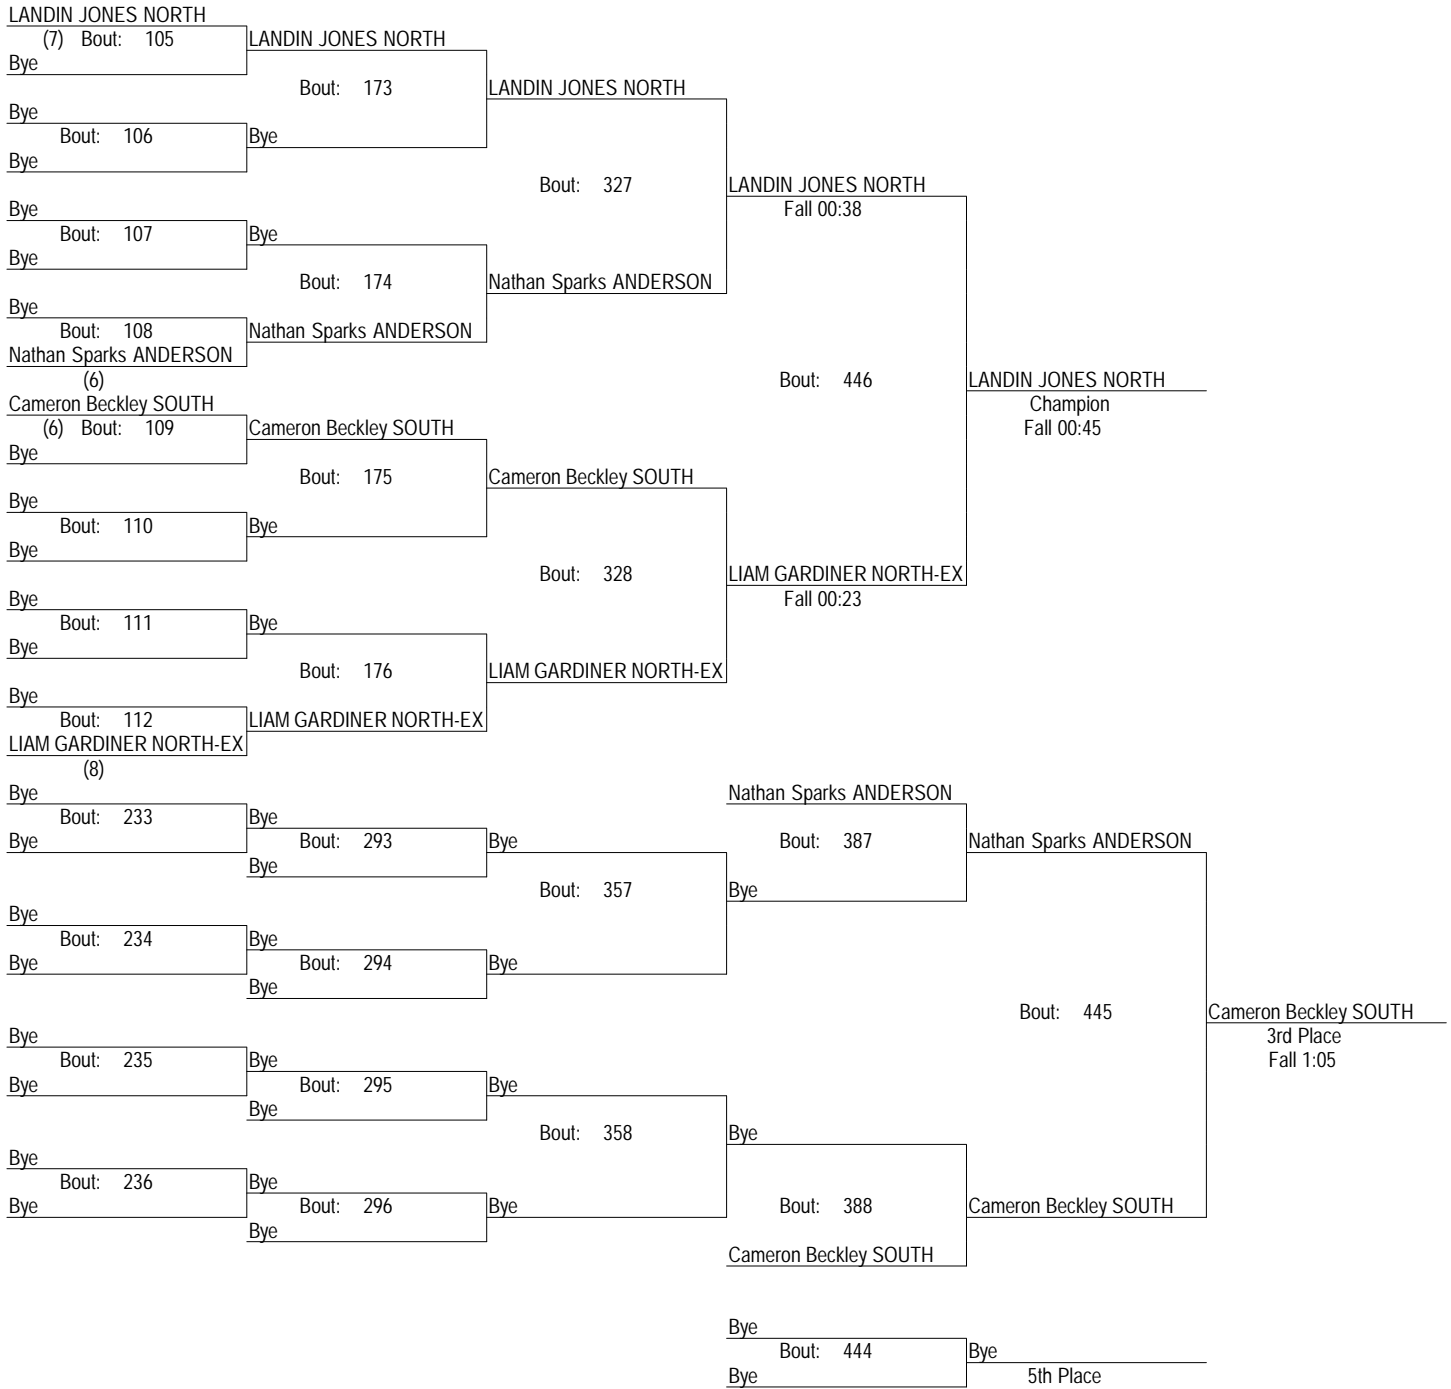 LANDIN JONES NORTH
(7) Bout: 105 LANDIN JONES NORTH
Bye
Bout: 173 LANDIN JONES NORTH
Bye
Bout: 106 Bye
Bye
Bout: 327 LANDIN JONES NORTH
Bye Fall 00:38
Bout: 107 Bye
Bye
Bout: 174 Nathan Sparks ANDERSON
Bye
Bout: 108 Nathan Sparks ANDERSON
Nathan Sparks ANDERSON
(6) Bout: 446 LANDIN JONES NORTH
Cameron Beckley SOUTH Champion
(6) Bout: 109 Cameron Beckley SOUTH Fall 00:45
Bye
Bout: 175 Cameron Beckley SOUTH
Bye
Bout: 110 Bye
Bye
Bout: 328 LIAM GARDINER NORTH-EX
Bye Fall 00:23
Bout: 111 Bye
Bye
Bout: 176 LIAM GARDINER NORTH-EX
Bye
Bout: 112 LIAM GARDINER NORTH-EX
LIAM GARDINER NORTH-EX
(8)
Bye Nathan Sparks ANDERSON
Bout: 233 Bye
Bye Bout: 293 Bye Bout: 387 Nathan Sparks ANDERSON
Bye
Bout: 357 Bye
Bye
Bout: 234 Bye
Bye Bout: 294 Bye
Bye
Bout: 445 Cameron Beckley SOUTH
Bye 3rd Place
Bout: 235 Bye Fall 1:05
Bye Bout: 295 Bye
Bye
Bout: 358 Bye
Bye
Bout: 236 Bye
Bye Bout: 296 Bye Bout: 388 Cameron Beckley SOUTH
Bye
Cameron Beckley SOUTH
Bye
Bout: 444 Bye
Bye 5th Place